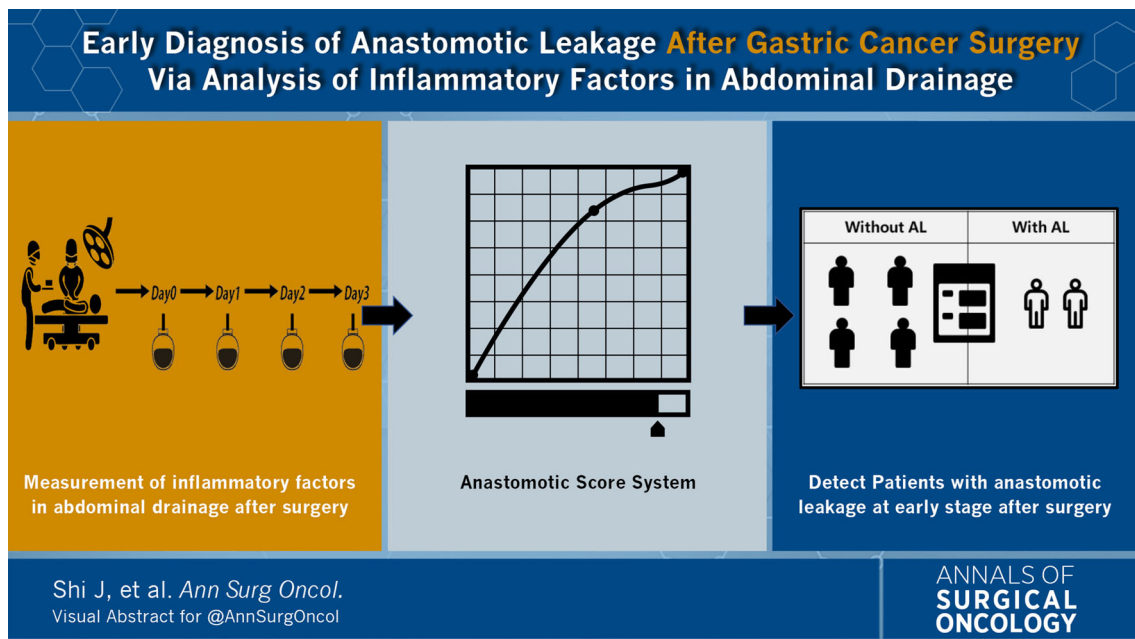 Early Diagnosis of Anastomotic Leakage After Gastric Cancer Surgery
Via Analysis of Inflammatory Factors in Abdominal Drainage
Day0 Day1 Day2 Day3
Measurement of inflammatory factors
in abdominal drainage after surgery
Anastomotic Score System
Without AL
With AL
Detect Patients with anastomotic
leakage at early stage after surgery
Shi J, et al. Ann Surg Oncol.
Visual Abstract for @AnnSurgOncol
ANNALS OF
SURGICAL
ONCOLOGY